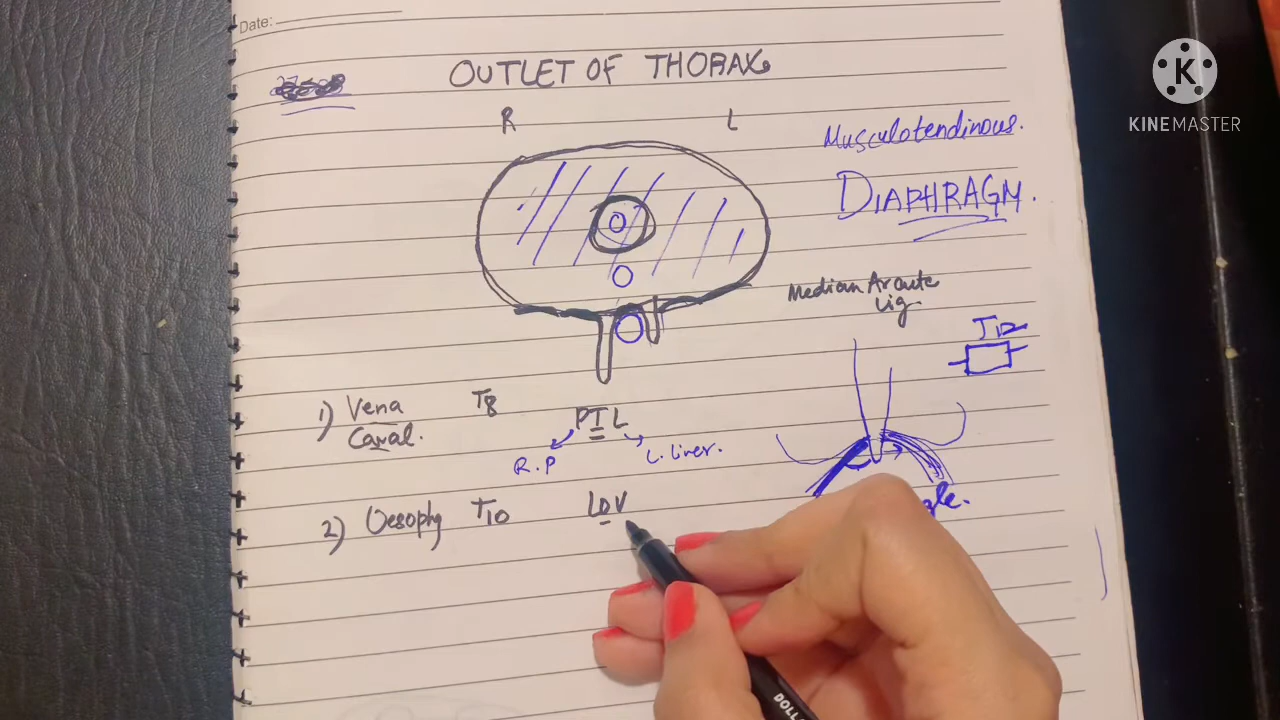 Date:
OUTLET OF THORAX
R L
Musculotendinous.
DIAPHRAGM.
Median Arcuate
Lig.
T12
1) Vena T8
Caval.
PTL
R.P L. liver.
2) Oesophg T10 LOV
KINEMASTER
DOLL